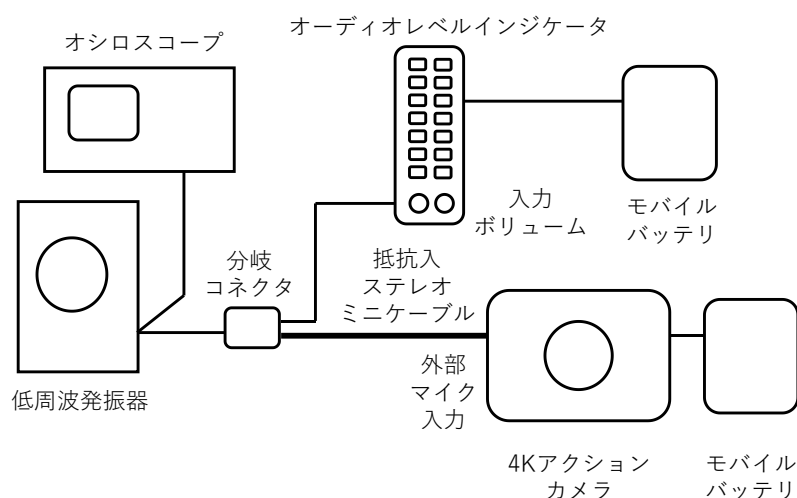 オーディオレベルインジケータ
オシロスコープ
入力
ボリューム
モバイル
バッテリ
分岐
コネクタ
抵抗入
ステレオ
ミニケーブル
外部
マイク
入力
低周波発振器
4Kアクション
カメラ
モバイル
バッテリ